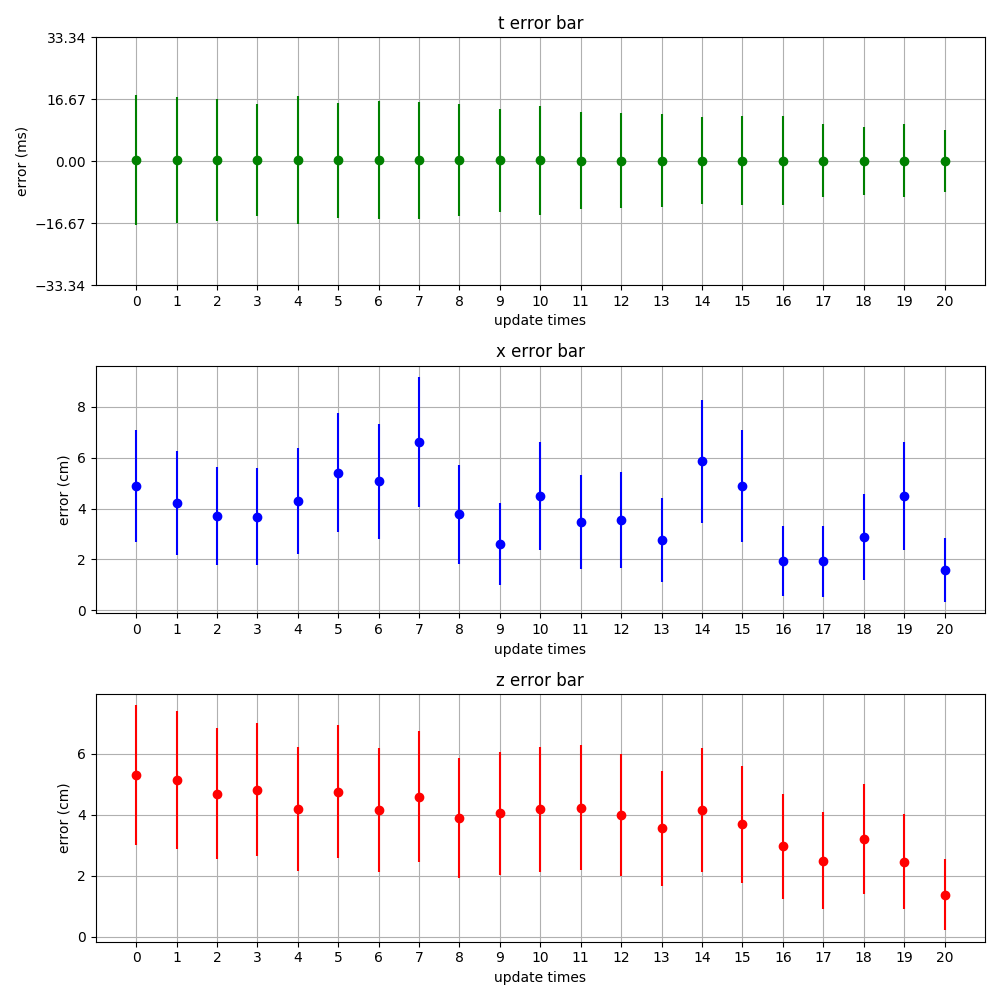 t error bar
33.34
16.67
0.00
−16.67
−33.34
error (ms)
0 1 2 3 4 5 6 7 8 9 10 11 12 13 14 15 16 17 18 19 20
update times
x error bar
8
6
4
2
0
error (cm)
0 1 2 3 4 5 6 7 8 9 10 11 12 13 14 15 16 17 18 19 20
update times
z error bar
6
4
2
0
error (cm)
0 1 2 3 4 5 6 7 8 9 10 11 12 13 14 15 16 17 18 19 20
update times